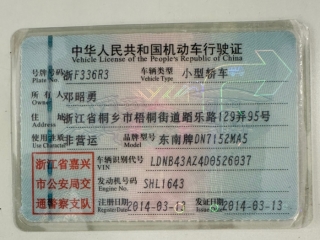 中华人民共和国机动车行驶证
Vehicle License of the People's Republic of China
号牌号码 浙F336R3 车辆类型 小型轿车
Plate No. Vehicle Type
所有人 邓昭勇
Owner
住址 浙江省桐乡市梧桐街道踏乐路129弄95号
Address
使用性质 非营运 品牌型号 东南牌DN7152MA5
Use Character Model
车辆识别代号 LDNB43AZ4D0526037
VIN
浙江省嘉兴
市公安局交
通警察支队
发动机号码 SHL1643
Engine No.
注册日期 2014-03-13 发证日期 2014-03-13
Register Date Issue Date